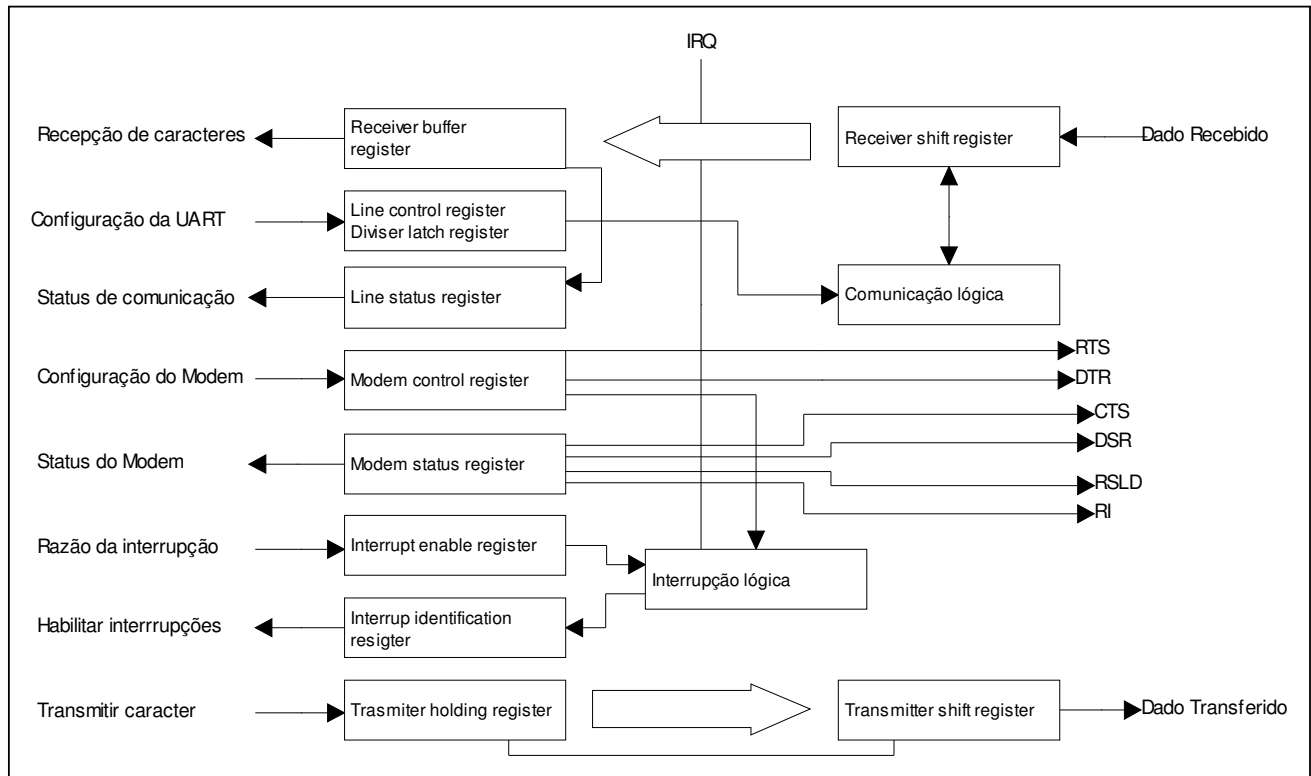 IRQ
Recepção de caracteres
Receiver buffer
register
Receiver shift register
Dado Recebido
Configuração da UART
Line control register
Diviser latch register
Status de comunicação
Line status register
Comunicação lógica
Configuração do Modem
Modem control register
RTS
DTR
CTS
DSR
RSLD
RI
Status do Modem
Modem status register
Razão da interrupção
Interrupt enable register
Interrupção lógica
Habilitar interrrupções
Interrup identification
resigter
Transmitir caracter
Trasmiter holding register
Transmitter shift register
Dado Transferido